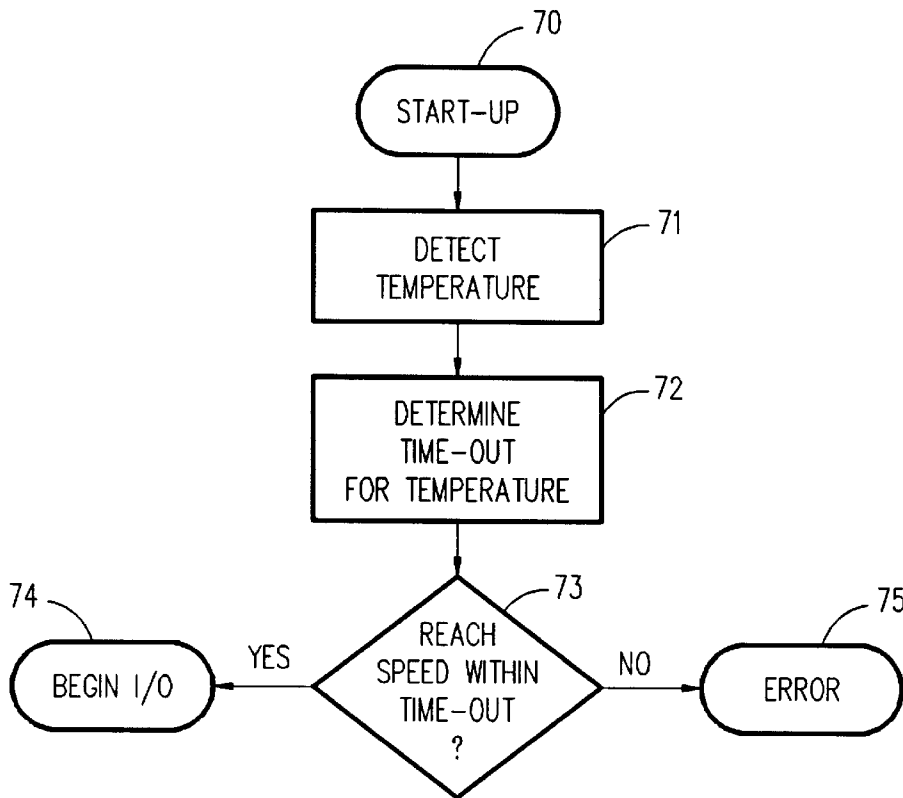 70
START-UP
71
DETECT
TEMPERATURE
72
DETERMINE
TIME-OUT
FOR TEMPERATURE
73
REACH
SPEED WITHIN
TIME-OUT
?
74
YES
BEGIN I/O
NO
75
ERROR